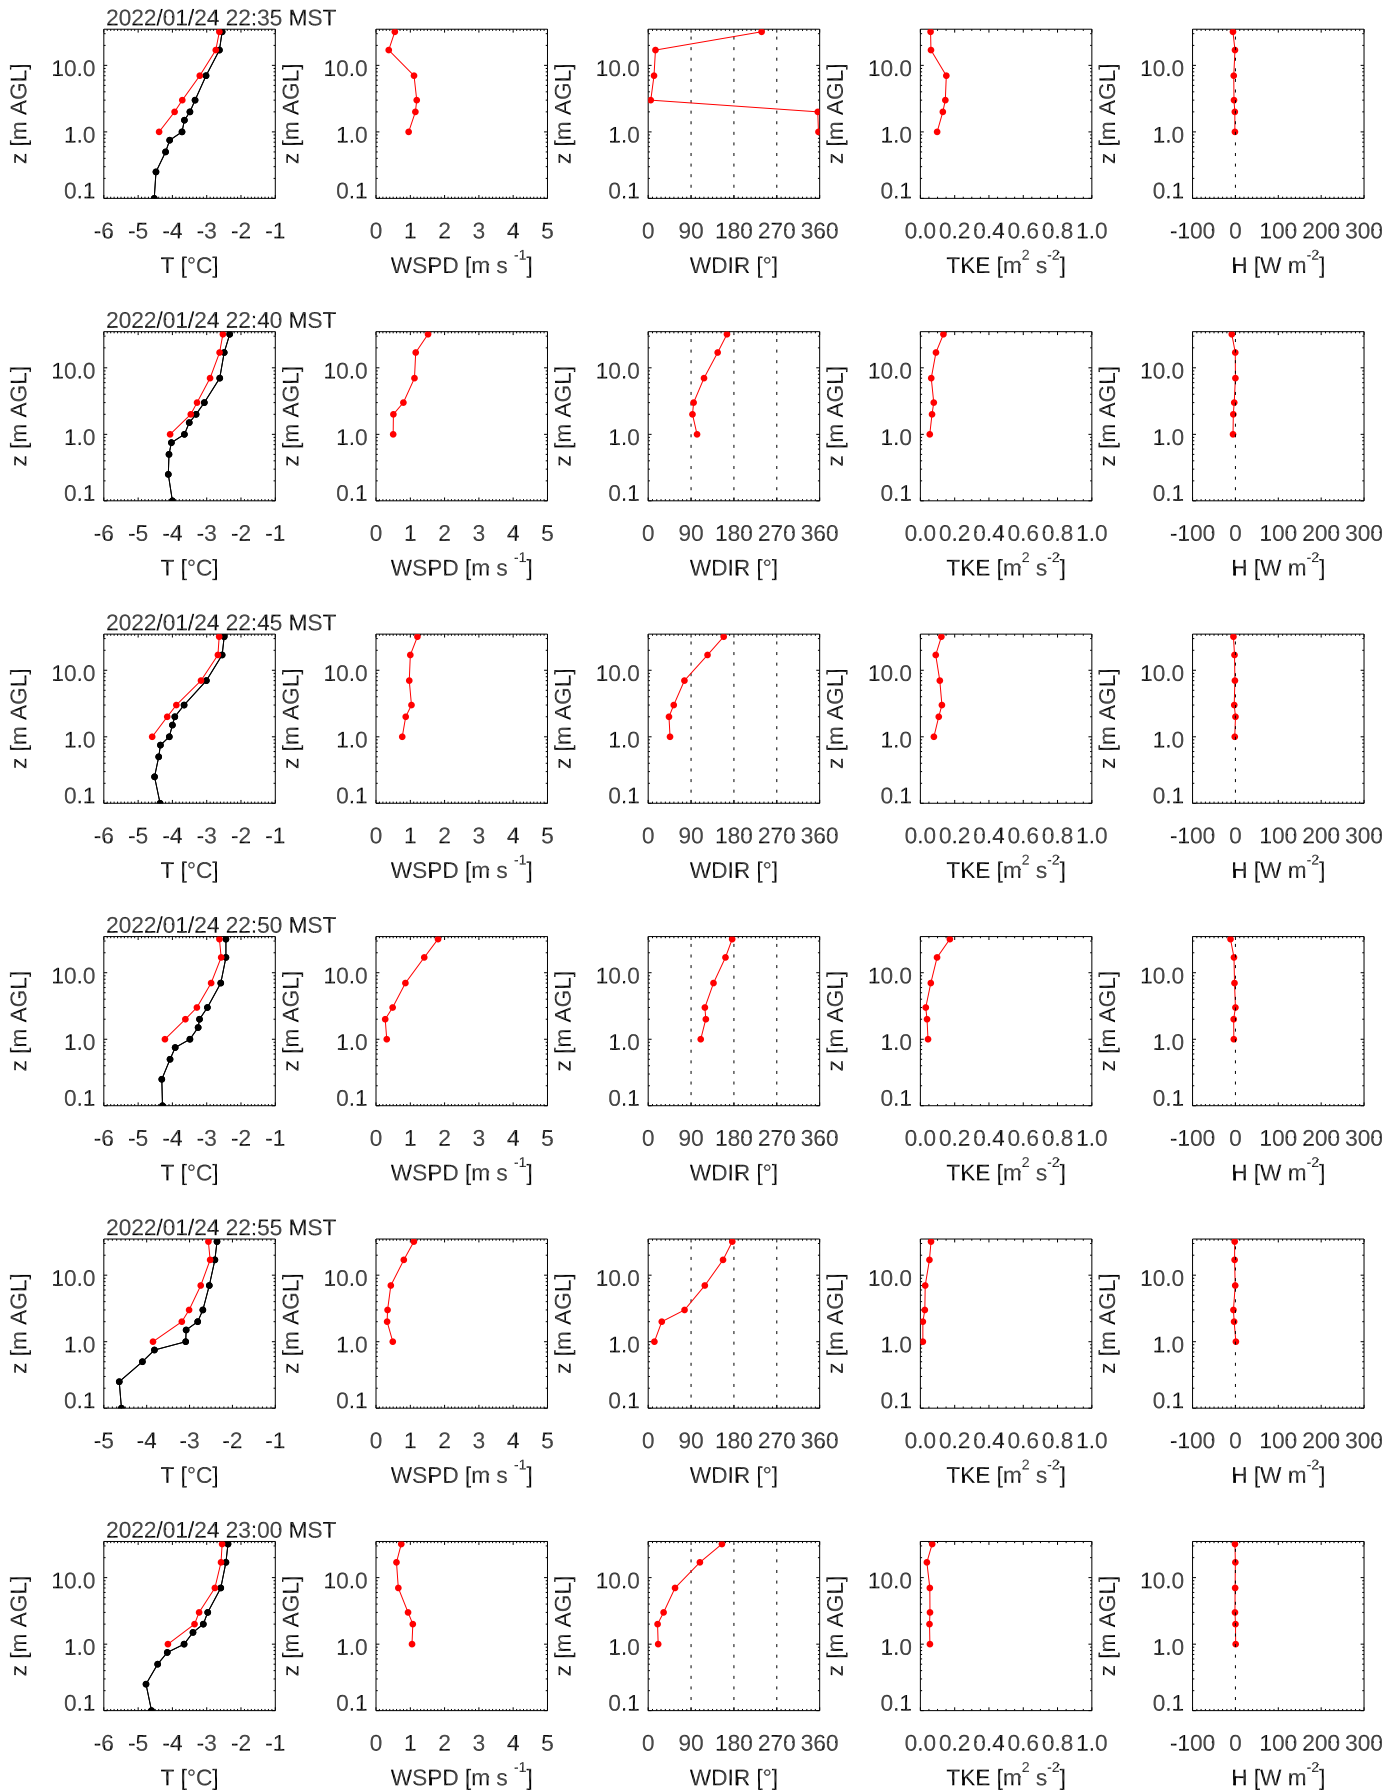 2022/01/24 22:35 MST
z [m AGL] 10.0 1.0 0.1 z [m AGL] 10.0 1.0 0.1 z [m AGL] 10.0 1.0 0.1 z [m AGL] 10.0 1.0 0.1 z [m AGL] 10.0 1.0 0.1
-6 -5 -4 -3 -2 -1 0 1 2 3 4 5 0 90 180 270 360 0.0 0.2 0.4 0.6 0.8 1.0 -100 0 100 200 300
T [°C] WSPD [m s-1] WDIR [°] TKE [m2 s-2] H [W m-2]
2022/01/24 22:40 MST
z [m AGL] 10.0 1.0 0.1 z [m AGL] 10.0 1.0 0.1 z [m AGL] 10.0 1.0 0.1 z [m AGL] 10.0 1.0 0.1 z [m AGL] 10.0 1.0 0.1
-6 -5 -4 -3 -2 -1 0 1 2 3 4 5 0 90 180 270 360 0.0 0.2 0.4 0.6 0.8 1.0 -100 0 100 200 300
T [°C] WSPD [m s-1] WDIR [°] TKE [m2 s-2] H [W m-2]
2022/01/24 22:45 MST
z [m AGL] 10.0 1.0 0.1 z [m AGL] 10.0 1.0 0.1 z [m AGL] 10.0 1.0 0.1 z [m AGL] 10.0 1.0 0.1 z [m AGL] 10.0 1.0 0.1
-6 -5 -4 -3 -2 -1 0 1 2 3 4 5 0 90 180 270 360 0.0 0.2 0.4 0.6 0.8 1.0 -100 0 100 200 300
T [°C] WSPD [m s-1] WDIR [°] TKE [m2 s-2] H [W m-2]
2022/01/24 22:50 MST
z [m AGL] 10.0 1.0 0.1 z [m AGL] 10.0 1.0 0.1 z [m AGL] 10.0 1.0 0.1 z [m AGL] 10.0 1.0 0.1 z [m AGL] 10.0 1.0 0.1
-6 -5 -4 -3 -2 -1 0 1 2 3 4 5 0 90 180 270 360 0.0 0.2 0.4 0.6 0.8 1.0 -100 0 100 200 300
T [°C] WSPD [m s-1] WDIR [°] TKE [m2 s-2] H [W m-2]
2022/01/24 22:55 MST
z [m AGL] 10.0 1.0 0.1 z [m AGL] 10.0 1.0 0.1 z [m AGL] 10.0 1.0 0.1 z [m AGL] 10.0 1.0 0.1 z [m AGL] 10.0 1.0 0.1
-5 -4 -3 -2 -1 0 1 2 3 4 5 0 90 180 270 360 0.0 0.2 0.4 0.6 0.8 1.0 -100 0 100 200 300
T [°C] WSPD [m s-1] WDIR [°] TKE [m2 s-2] H [W m-2]
2022/01/24 23:00 MST
z [m AGL] 10.0 1.0 0.1 z [m AGL] 10.0 1.0 0.1 z [m AGL] 10.0 1.0 0.1 z [m AGL] 10.0 1.0 0.1 z [m AGL] 10.0 1.0 0.1
-6 -5 -4 -3 -2 -1 0 1 2 3 4 5 0 90 180 270 360 0.0 0.2 0.4 0.6 0.8 1.0 -100 0 100 200 300
T [°C] WSPD [m s-1] WDIR [°] TKE [m2 s-2] H [W m-2]